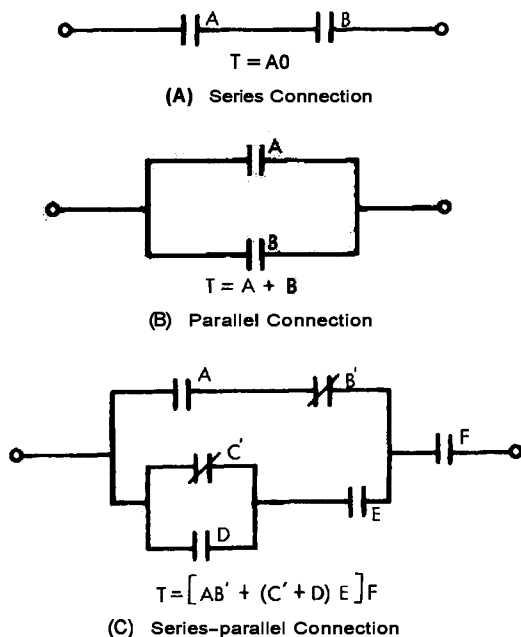 A B
T = A0
(A) Series Connection
A
B
T = A + B
(B) Parallel Connection
A B'
C' F
D E
T = [AB' + (C' + D) E]F
(C) Series-parallel Connection